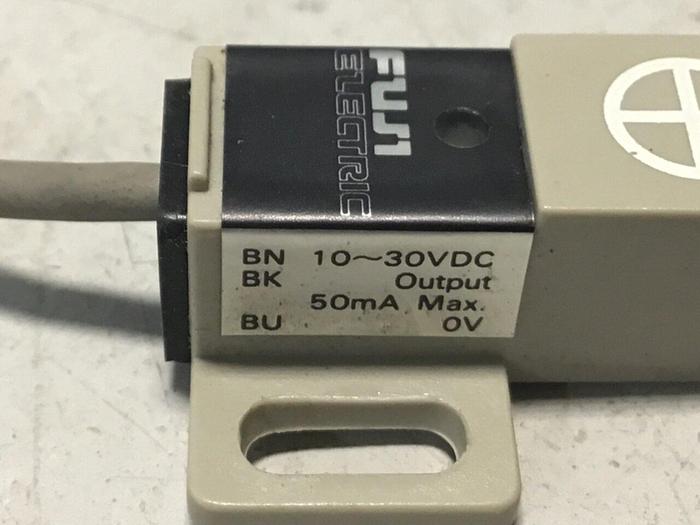 FUJI
ELECTRIC
BN 10~30VDC
BK Output
50mA Max.
BU 0V